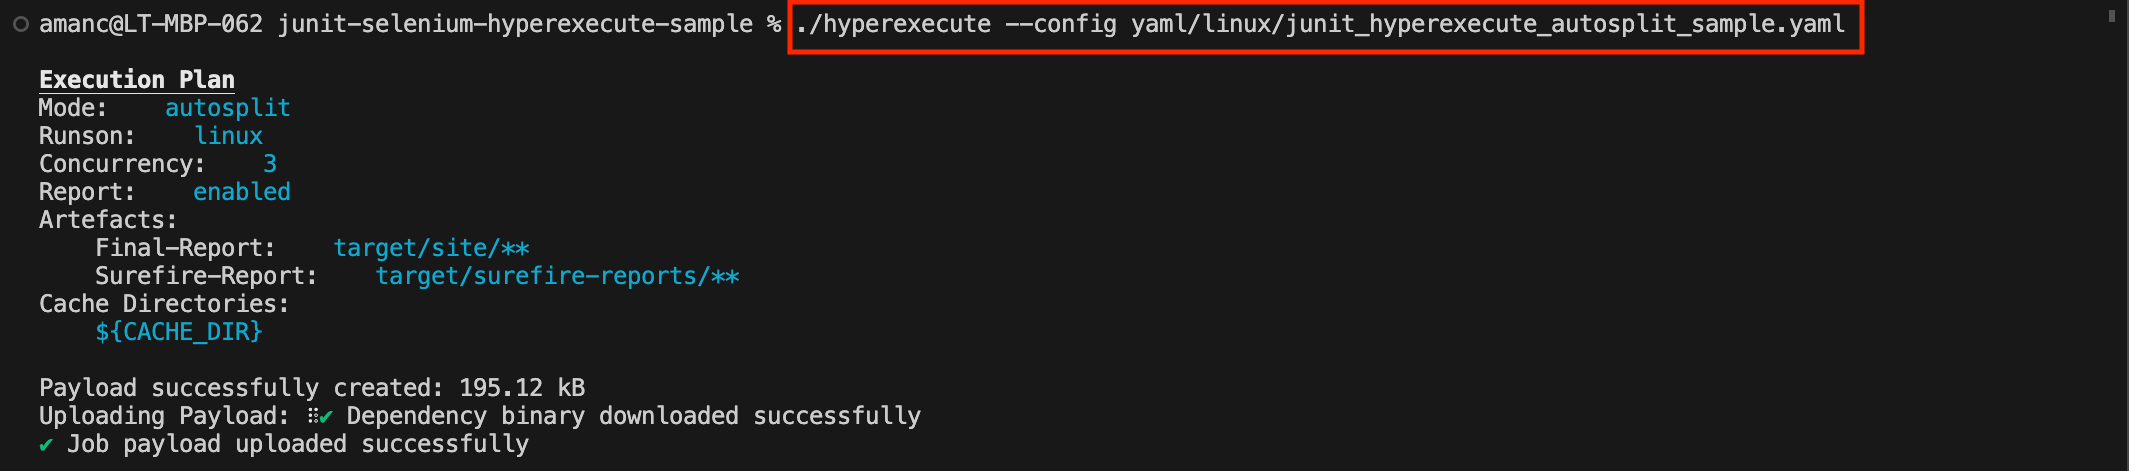 amanc@LT-MBP-062 junit-selenium-hyperexecute-sample % ./hyperexecute --config yaml/linux/junit_hyperexecute_autosplit_sample.yaml
Execution Plan
Mode: autosplit
Runson: linux
Concurrency: 3
Report: enabled
Artefacts:
Final-Report: target/site/**
Surefire-Report: target/surefire-reports/**
Cache Directories:
${CACHE_DIR}
Payload successfully created: 195.12 kB
Uploading Payload: ⣻✔ Dependency binary downloaded successfully
✔ Job payload uploaded successfully